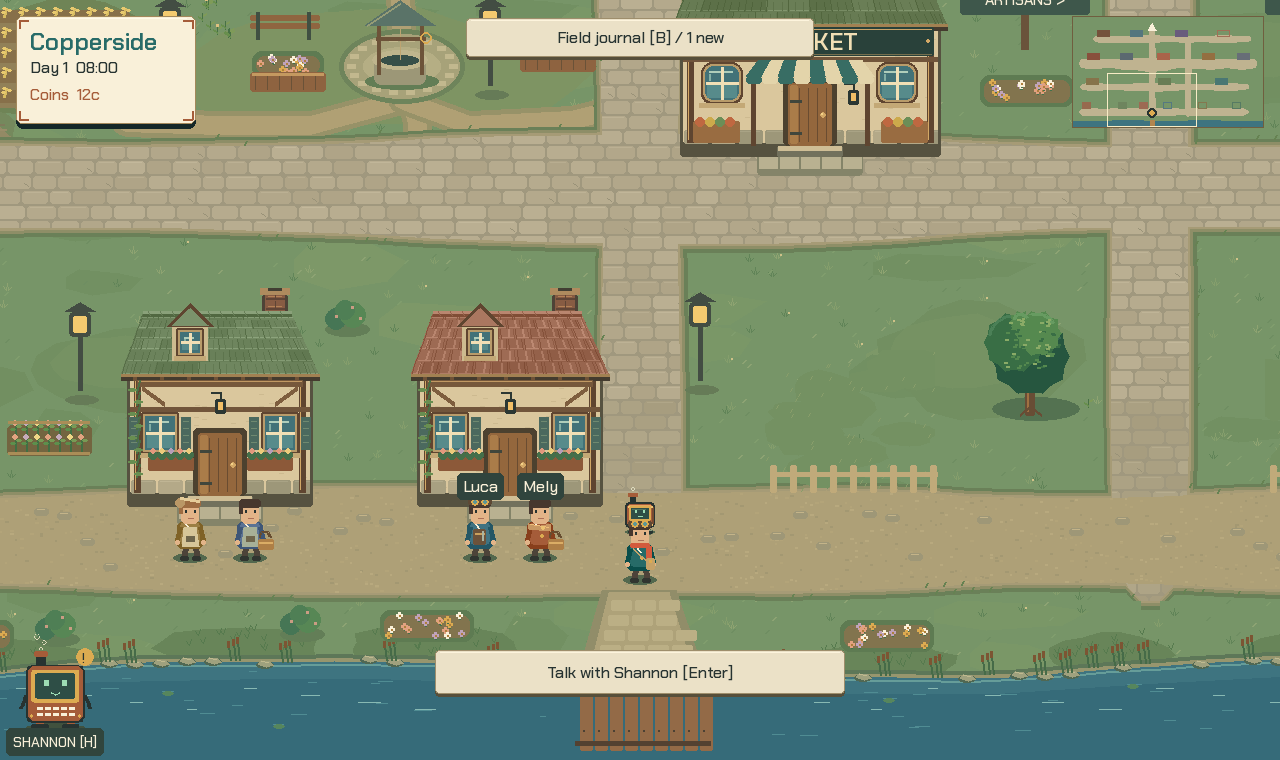 ARTISANS >
Field journal [B] / 1 new
KET
Copperside
Day 1 08:00
Coins 12c
Luca
Mely
Talk with Shannon [Enter]
!
SHANNON [H]